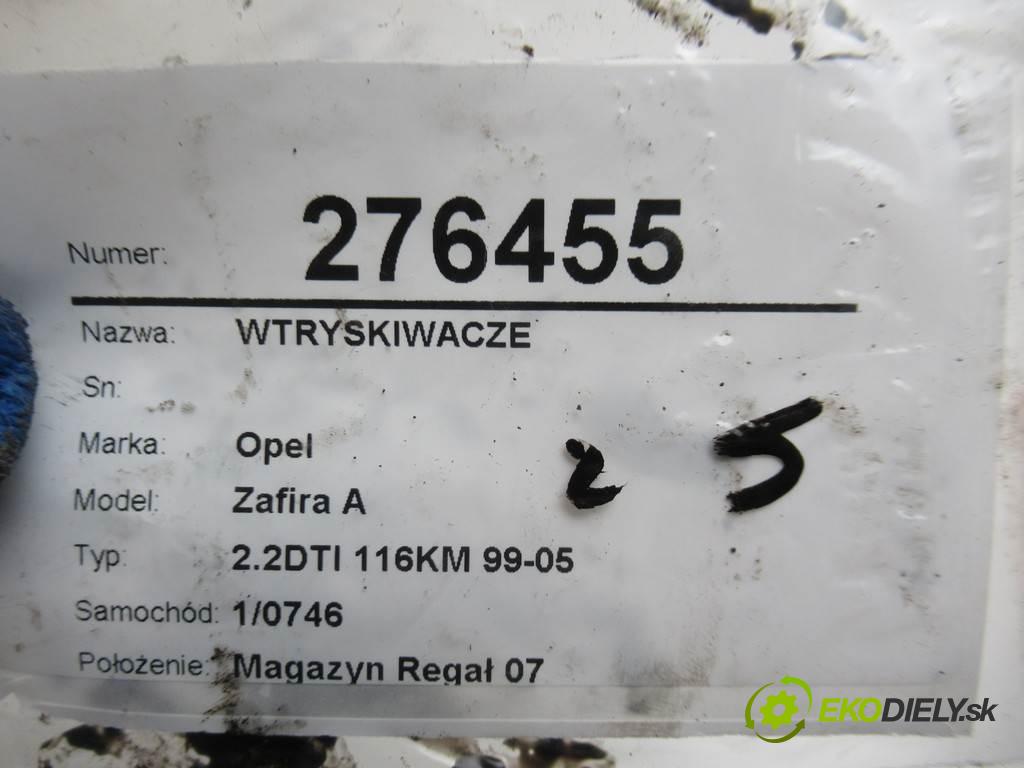 Numer: 276455
Nazwa: WTRYSKIWACZE
Sn:
Marka: Opel
Model: Zafira A
Typ: 2.2DTI 116KM 99-05
Samochód: 1/0746
Położenie: Magazyn Regał 07
2 5
EKODIELY.sk